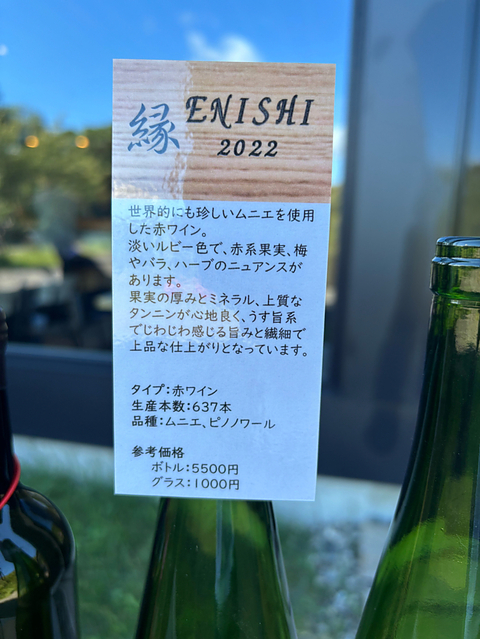 縁 ENISHI
2022
世界的にも珍しいムニエを使用
した赤ワイン。
淡いルビー色で、赤系果実、梅
やバラ、ハーブのニュアンスが
あります。
果実の厚みとミネラル、上質な
タンニンが心地良く、うす旨系
でじわじわ感じる旨みと繊細で
上品な仕上がりとなっています。
タイプ:赤ワイン
生産本数:637本
品種:ムニエ、ピノノワール
参考価格
ボトル:5500円
グラス:1000円